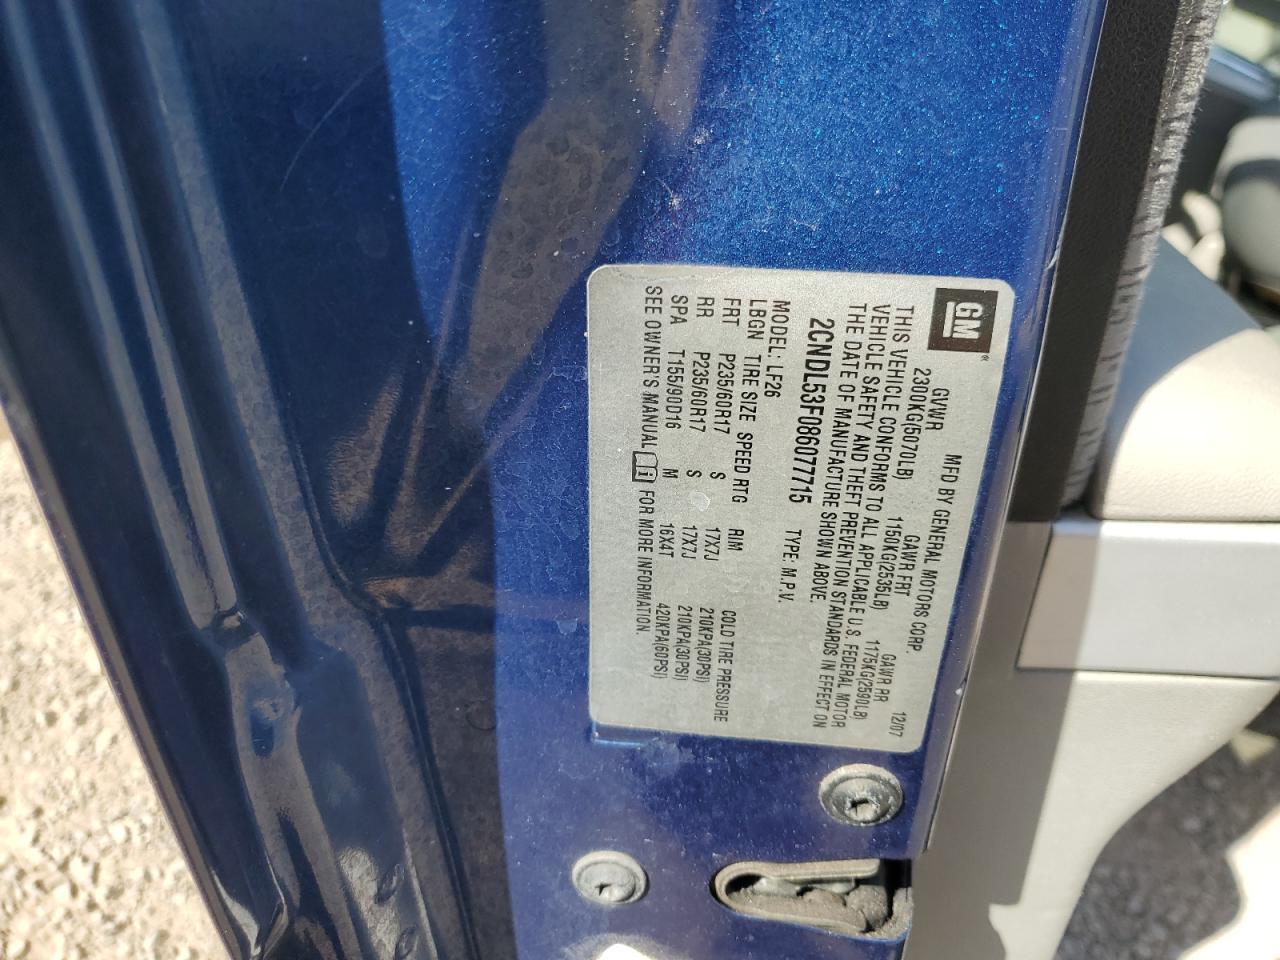 GM®
MFD BY GENERAL MOTORS CORP. 12/07
GVWR GAWR FRT GAWR RR
2300KG(5070LB) 1150KG(2535LB) 1175KG(2590LB)
THIS VEHICLE CONFORMS TO ALL APPLICABLE U.S. FEDERAL MOTOR
VEHICLE SAFETY AND THEFT PREVENTION STANDARDS IN EFFECT ON
THE DATE OF MANUFACTURE SHOWN ABOVE.
2CNDL53F086077715 TYPE: M.P.V.
MODEL: LF26
LBGN TIRE SIZE SPEED RTG RIM COLD TIRE PRESSURE
FRT P235/60R17 S 17X7J 210KPA(30PSI)
RR P235/60R17 S 17X7J 210KPA(30PSI)
SPA T155/90D16 M 16X4T 420KPA(60PSI)
SEE OWNER'S MANUAL i FOR MORE INFORMATION.